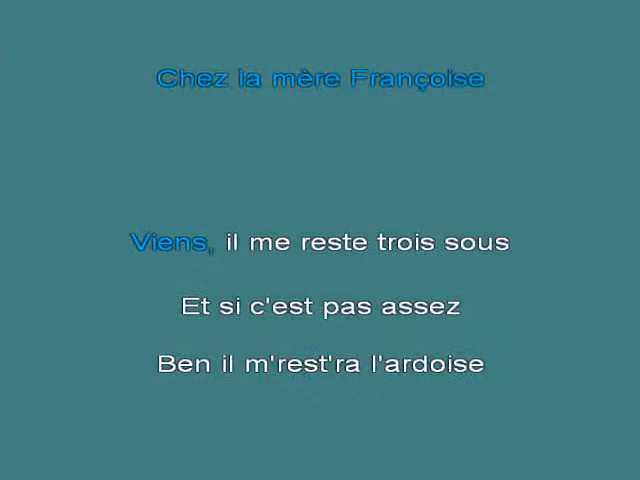 Chez la mère Françoise
Viens, il me reste trois sous
Et si c'est pas assez
Ben il m'rest'ra l'ardoise